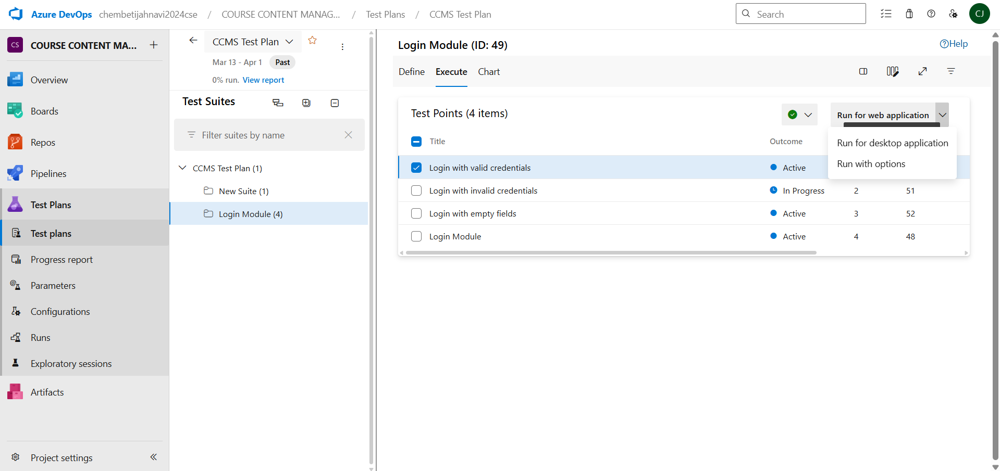 Azure DevOps chembetijahnavi2024cse / COURSE CONTENT MANAG... / Test Plans / CCMS Test Plan
Search
CJ
CS COURSE CONTENT MA...
Overview
Boards
Repos
Pipelines
Test Plans
Test plans
Progress report
Parameters
Configurations
Runs
Exploratory sessions
Artifacts
Project settings
CCMS Test Plan
Mar 13 - Apr 1 Past
0% run. View report
Test Suites
Filter suites by name
CCMS Test Plan (1)
New Suite (1)
Login Module (4)
Login Module (ID: 49)
Help
Define Execute Chart
Test Points (4 items)
Run for web application
Run for desktop application
Run with options
Title Outcome
Login with valid credentials Active
Login with invalid credentials In Progress 2 51
Login with empty fields Active 3 52
Login Module Active 4 48